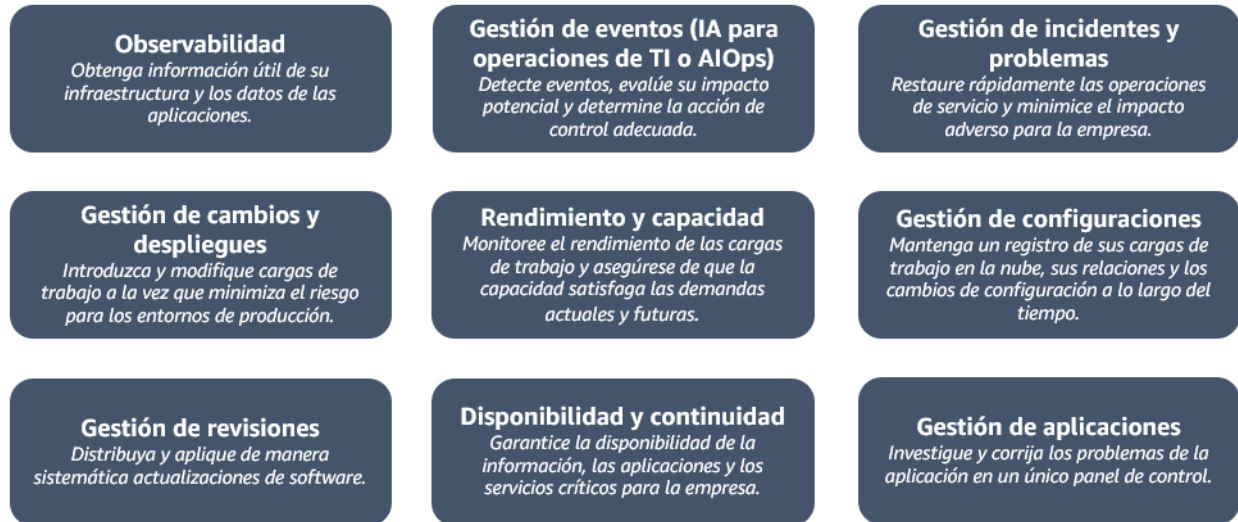 Observabilidad
Obtenga información útil de su
infraestructura y los datos de las
aplicaciones.
Gestión de eventos (IA para
operaciones de TI o AIOps)
Detecte eventos, evalúe su impacto
potencial y determine la acción de
control adecuada.
Gestión de incidentes y
problemas
Restaure rápidamente las operaciones
de servicio y minimice el impacto
adverso para la empresa.
Gestión de cambios y
despliegues
Introduzca y modifique cargas de
trabajo a la vez que minimiza el riesgo
para los entornos de producción.
Rendimiento y capacidad
Monitoree el rendimiento de las cargas
de trabajo y asegúrese de que la
capacidad satisfaga las demandas
actuales y futuras.
Gestión de configuraciones
Mantenga un registro de sus cargas de
trabajo en la nube, sus relaciones y los
cambios de configuración a lo largo del
tiempo.
Gestión de revisiones
Distribuya y aplique de manera
sistemática actualizaciones de software.
Disponibilidad y continuidad
Garantice la disponibilidad de la
información, las aplicaciones y los
servicios críticos para la empresa.
Gestión de aplicaciones
Investigue y corrija los problemas de la
aplicación en un único panel de control.